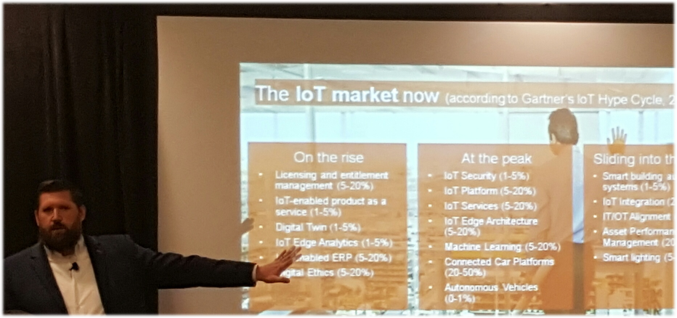 The IoT market now (according to Gartner's IoT Hype Cycle, 2
On the rise
• Licensing and entitlement
management (5-20%)
• IoT-enabled product as a
service (1-5%)
• Digital Twin (1-5%)
• IoT Edge Analytics (1-5%)
enabled ERP (5-20%)
Digital Ethics (5-20%)
At the peak
• IoT Security (1-5%)
• IoT Platform (5-20%)
• IoT Services (5-20%)
• IoT Edge Architecture
(5-20%)
• Machine Learning (5-20%)
• Connected Car Platforms
(20-50%)
• Autonomous Vehicles
(0-1%)
Sliding into th
• Smart building
systems (1-5%)
• IoT Integration (2
• IT/OT Alignment
• Asset Performan
Management (20
• Smart lighting (5-